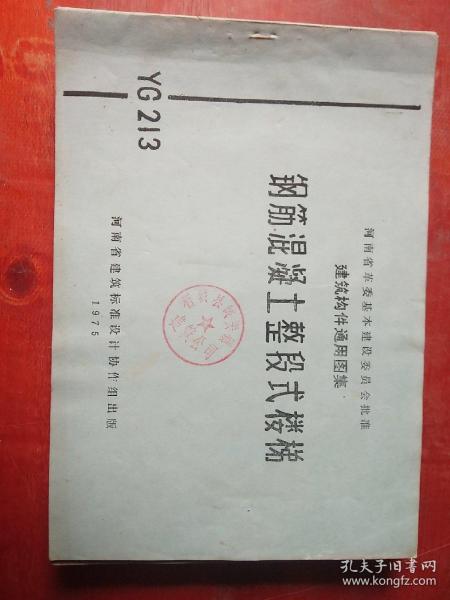 河南省革委基本建设委员会批准
建筑构件通用图集
钢筋混凝土整段式楼梯
YG213
河南省建筑标准设计协作组出版
1975
孔夫子旧书网
www.kongfz.com